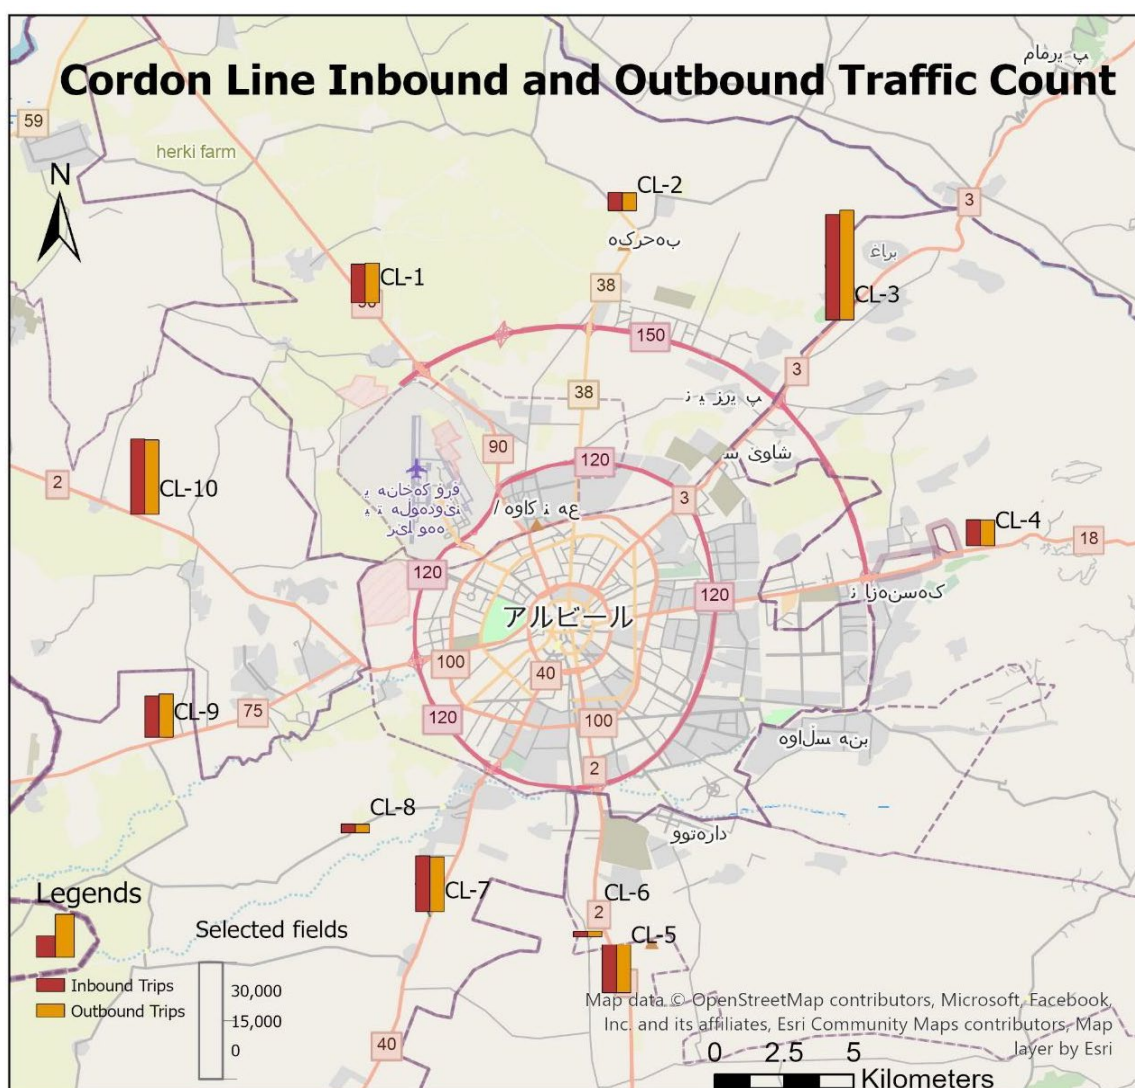 Cordon Line Inbound and Outbound Traffic Count
59
herki farm
N
3
CL-2
CL-1
CL-3
38
150
3
38
90
120
3
2
CL-10
CL-4
18
120
120
アルビール
100
40
CL-9
75
120
100
2
CL-8
CL-7
CL-6
2
CL-5
Legends
Selected fields
Inbound Trips
Outbound Trips
30,000
15,000
0
40
Map data © OpenStreetMap contributors, Microsoft, Facebook,
Inc. and its affiliates, Esri Community Maps contributors, Map
layer by Esri
0 2.5 5
Kilometers